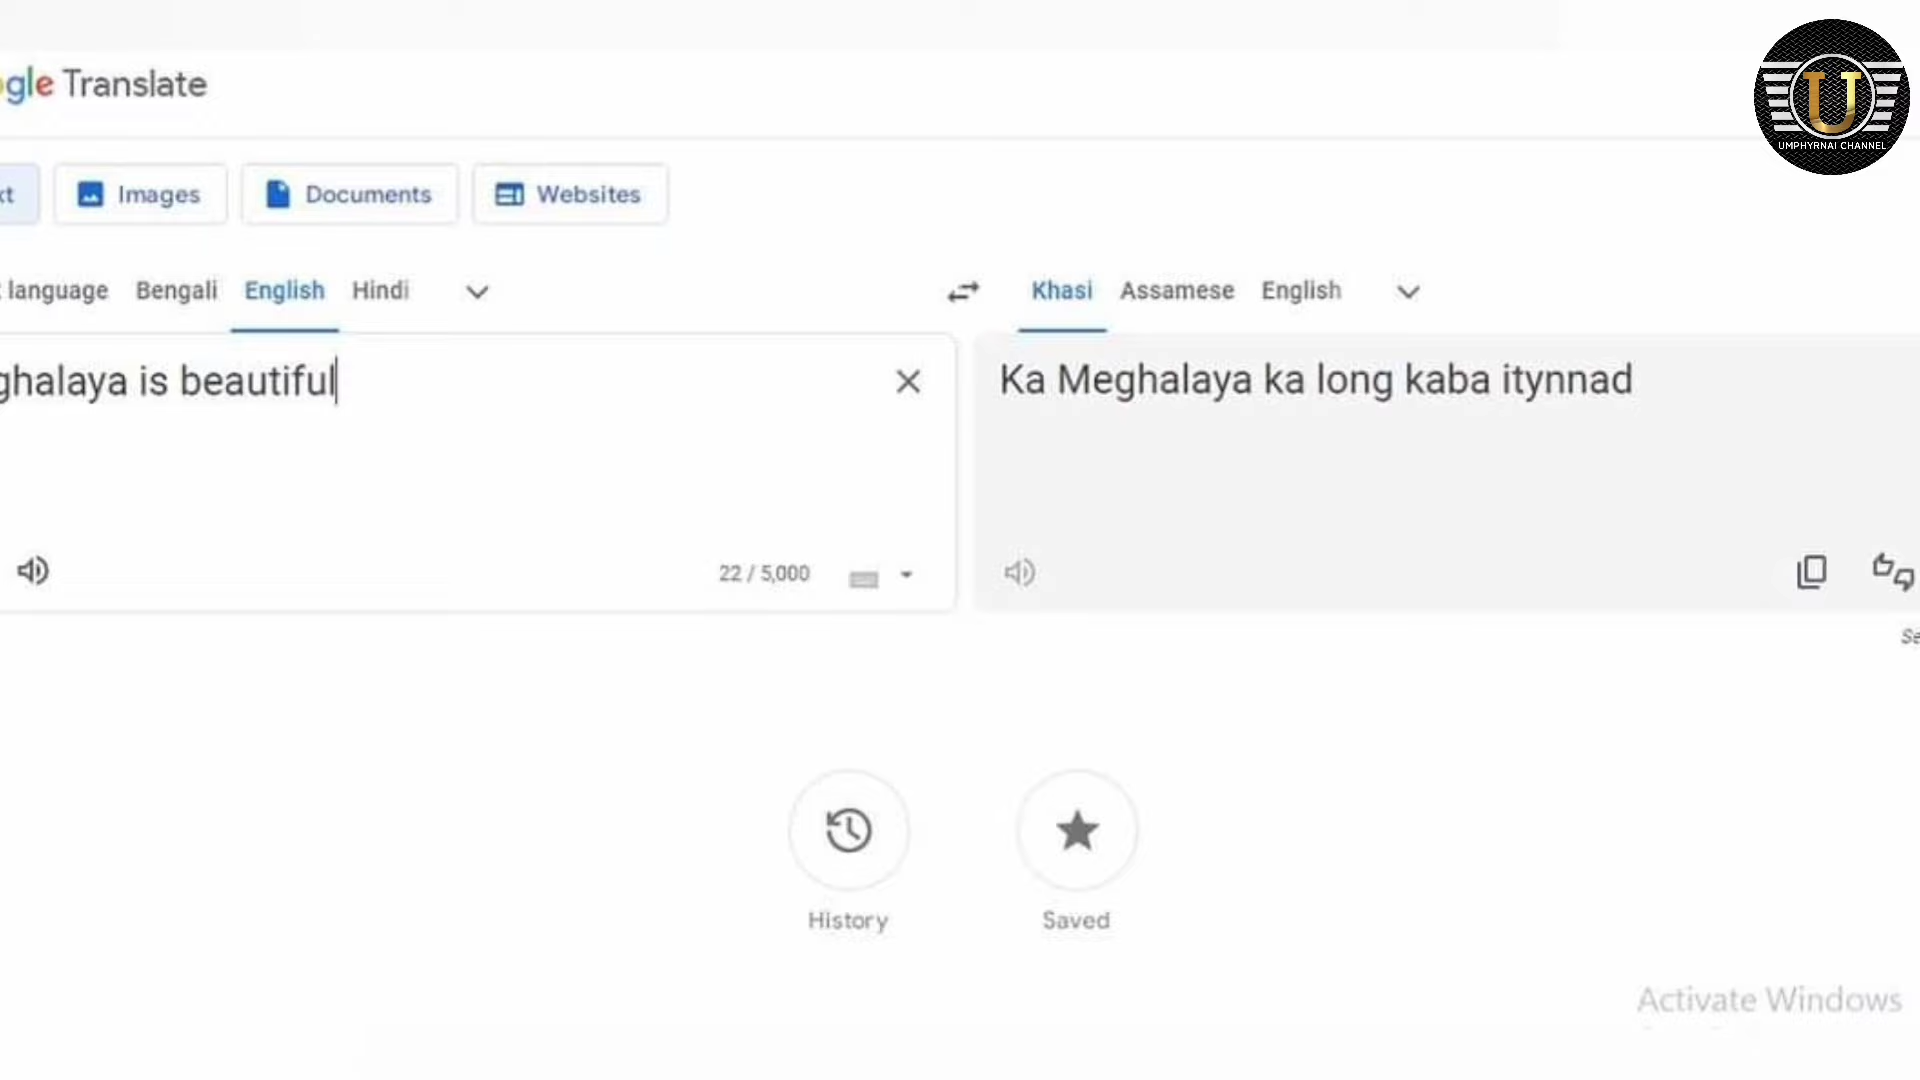 gle Translate
U
UMPHYRNAI CHANNEL
Images Documents Websites
language Bengali English Hindi
Khasi Assamese English
ghalaya is beautiful
Ka Meghalaya ka long kaba itynnad
22 / 5,000
History Saved
Activate Windows